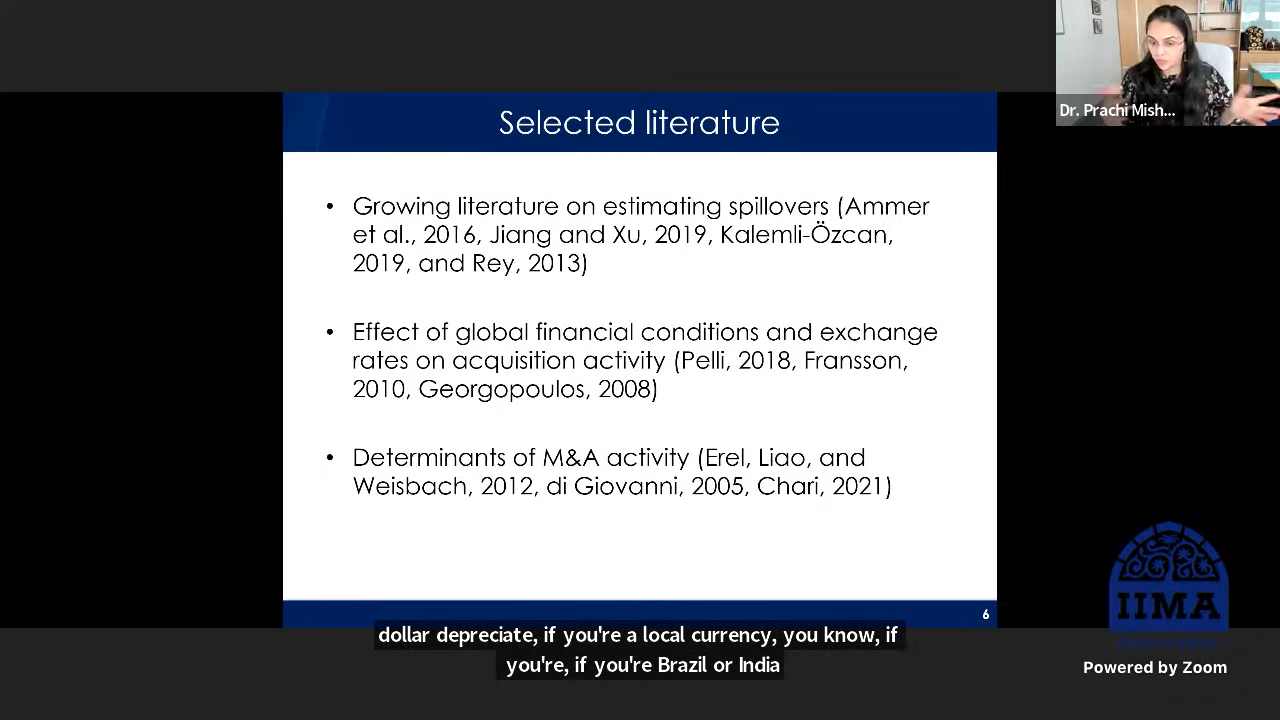 Dr. Prachi Mish...
Selected literature
• Growing literature on estimating spillovers (Ammer
et al., 2016, Jiang and Xu, 2019, Kalemli-Özcan,
2019, and Rey, 2013)
• Effect of global financial conditions and exchange
rates on acquisition activity (Pelli, 2018, Fransson,
2010, Georgopoulos, 2008)
• Determinants of M&A activity (Erel, Liao, and
Weisbach, 2012, di Giovanni, 2005, Chari, 2021)
6
dollar depreciate, if you're a local currency, you know, if
you're, if you're Brazil or India
IIMA
Powered by Zoom